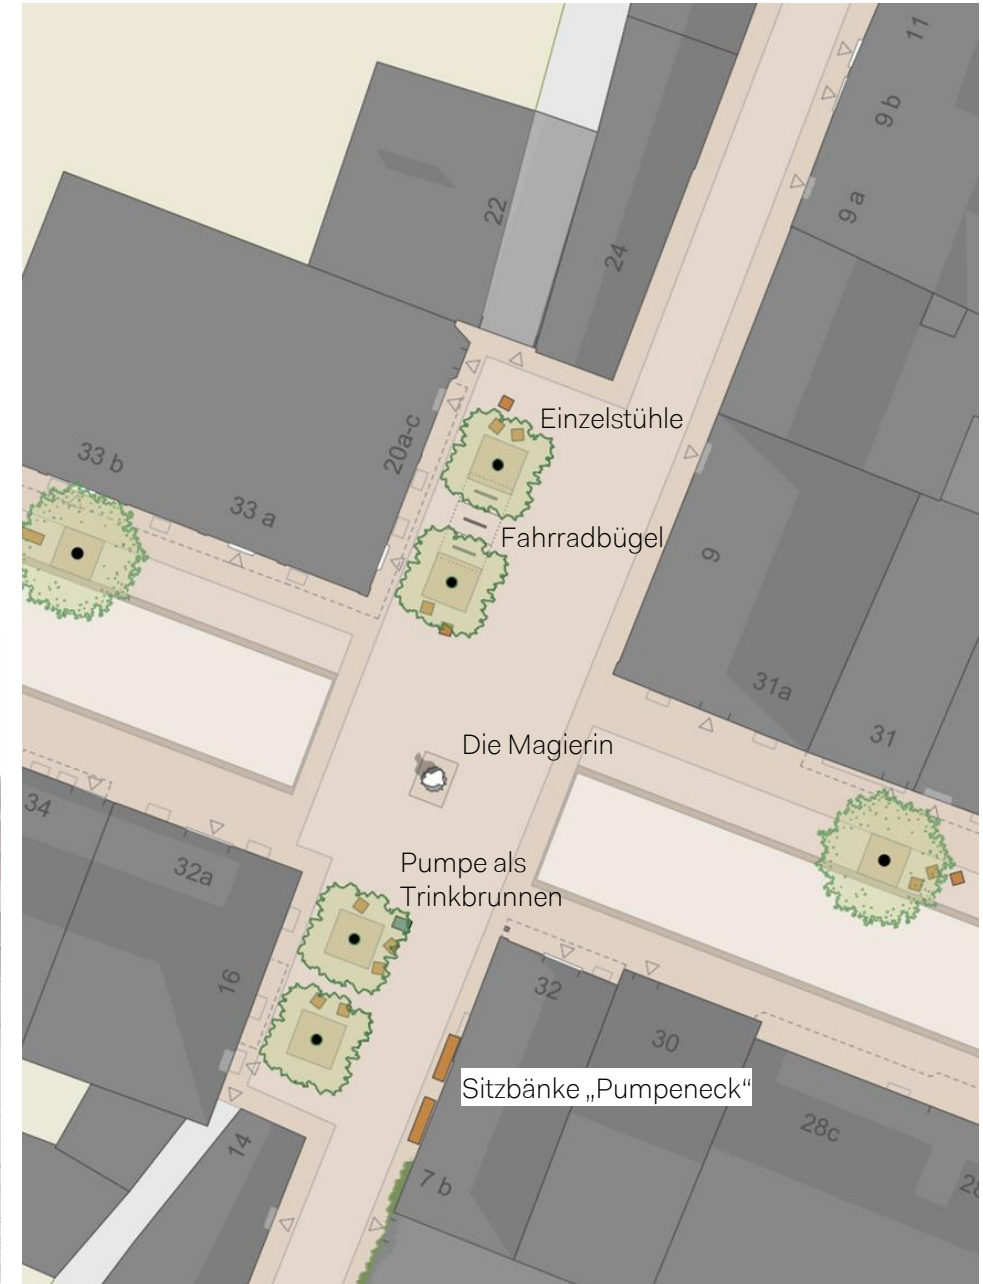 11
9 b
9 a
22
24
Einzelstühle
20a-c
33 b
33 a
Fahrradbügel
9
31a
31
Die Magierin
34
32a
Pumpe als
Trinkbrunnen
16
32
30
Sitzbänke „Pumpeneck“
28c
14
7 b